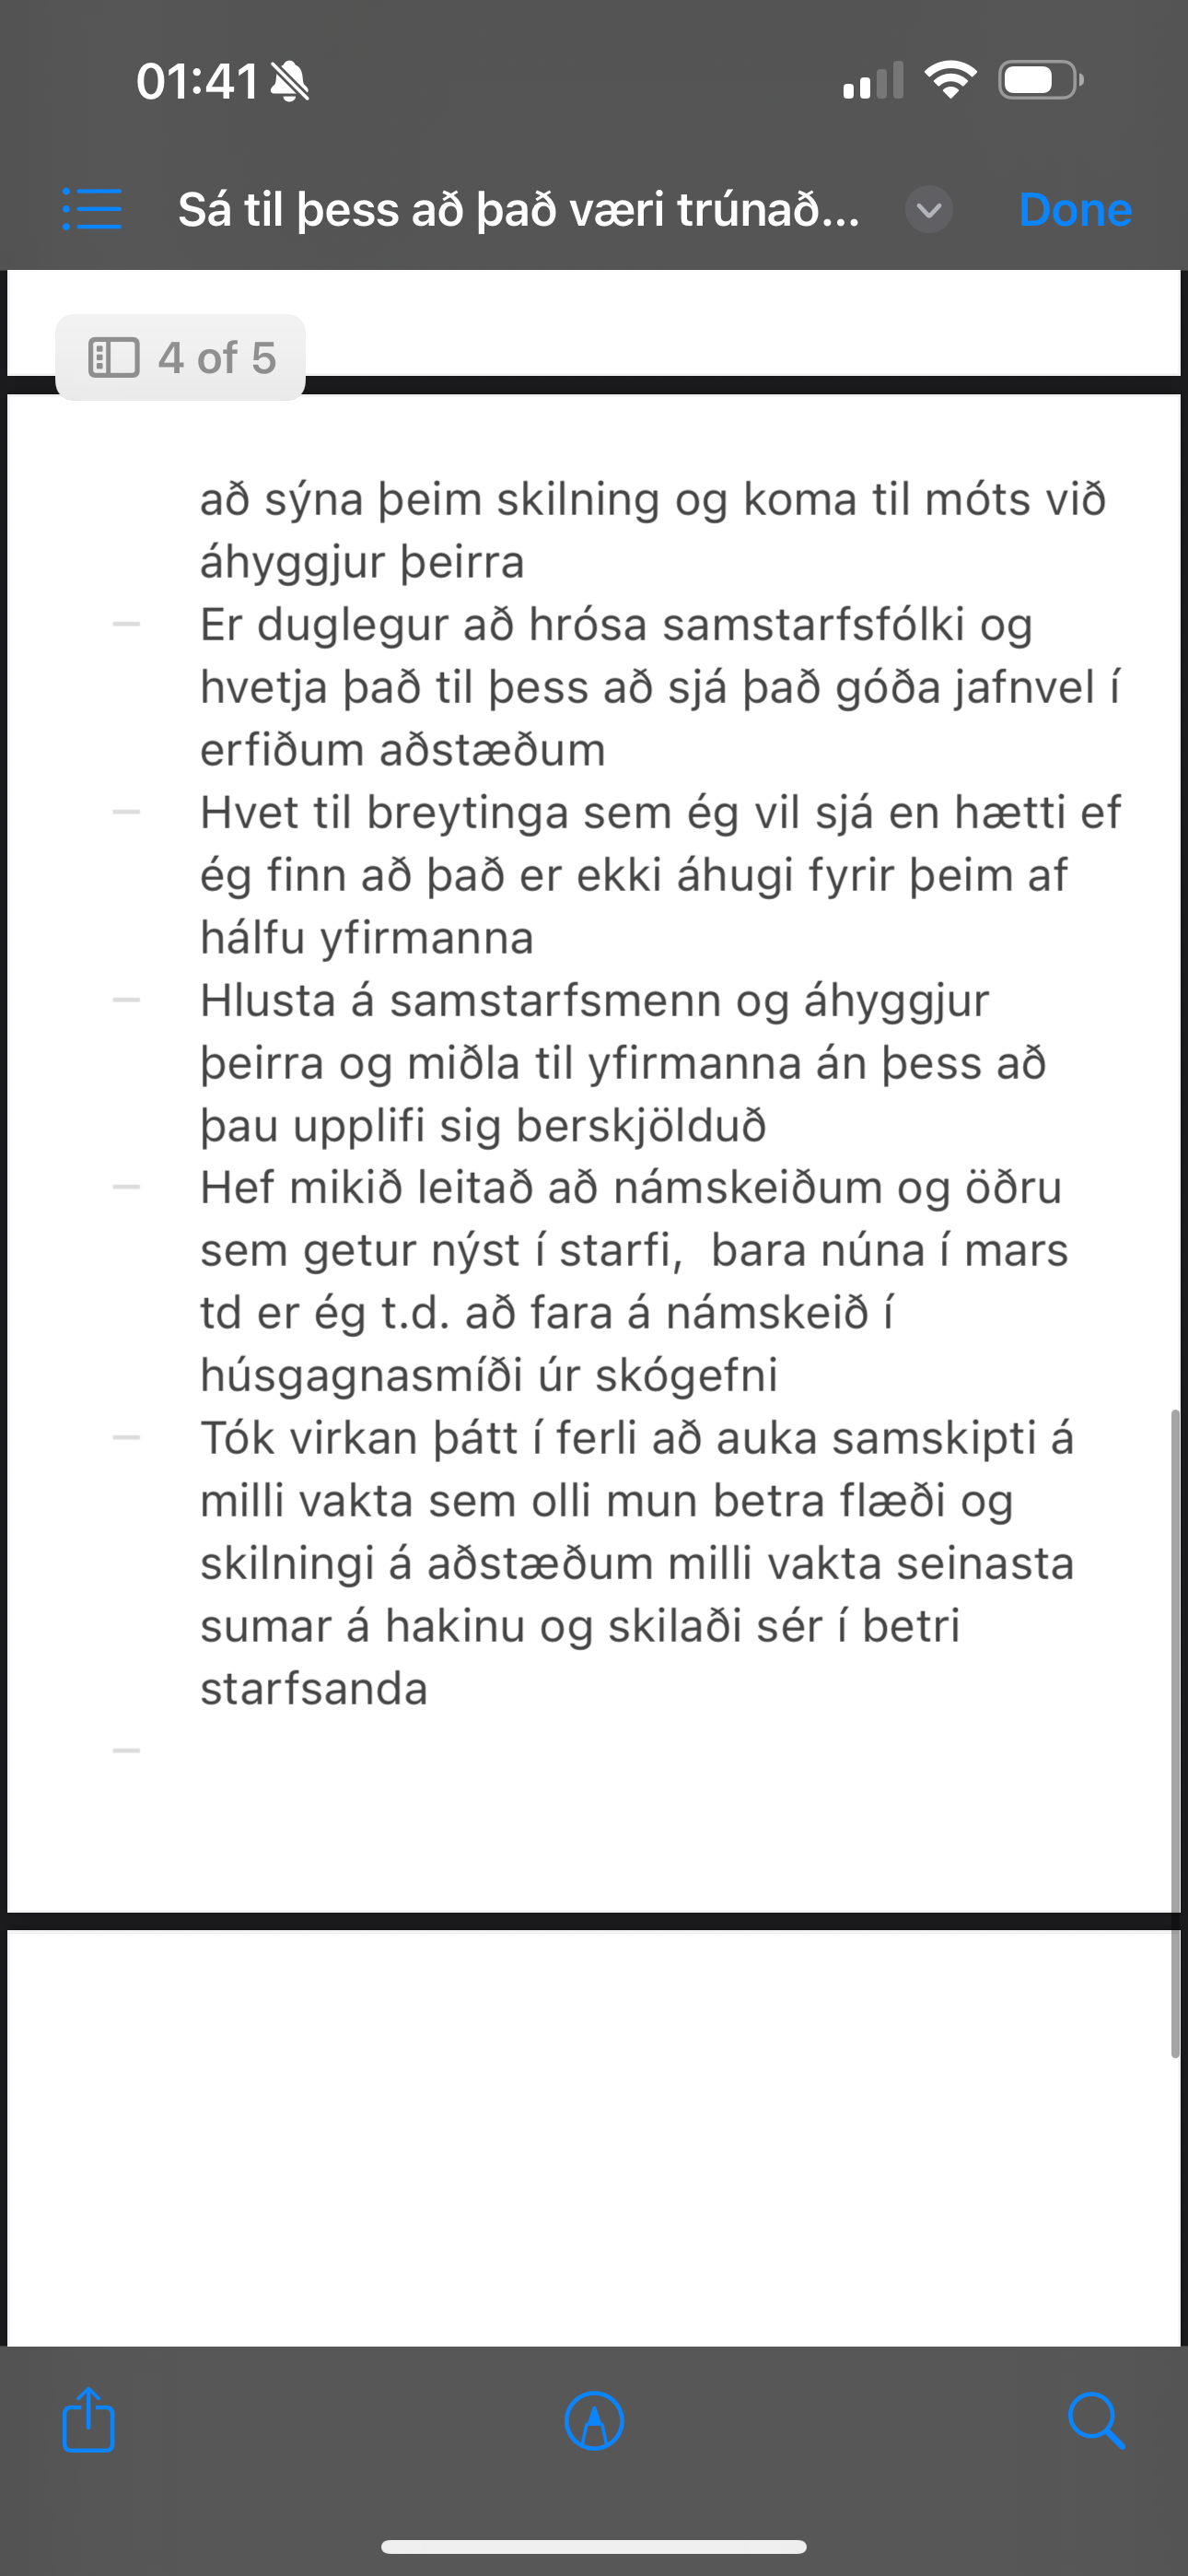 01:41
Sá til þess að það væri trúnað...
Done
4 of 5
að sýna þeim skilning og koma til móts við
áhyggjur þeirra
– Er duglegur að hrósa samstarfsfólki og
hvetja það til þess að sjá það góða jafnvel í
erfiðum aðstæðum
– Hvet til breytinga sem ég vil sjá en hætti ef
ég finn að það er ekki áhugi fyrir þeim af
hálfu yfirmanna
– Hlusta á samstarfsmenn og áhyggjur
þeirra og miðla til yfirmanna án þess að
þau upplifi sig berskjölduð
– Hef mikið leitað að námskeiðum og öðru
sem getur nýst í starfi,  bara núna í mars
td er ég t.d. að fara á námskeið í
húsgagnasmíði úr skógefni
– Tók virkan þátt í ferli að auka samskipti á
milli vakta sem olli mun betra flæði og
skilningi á aðstæðum milli vakta seinasta
sumar á hakinu og skilaði sér í betri
starfsanda
–